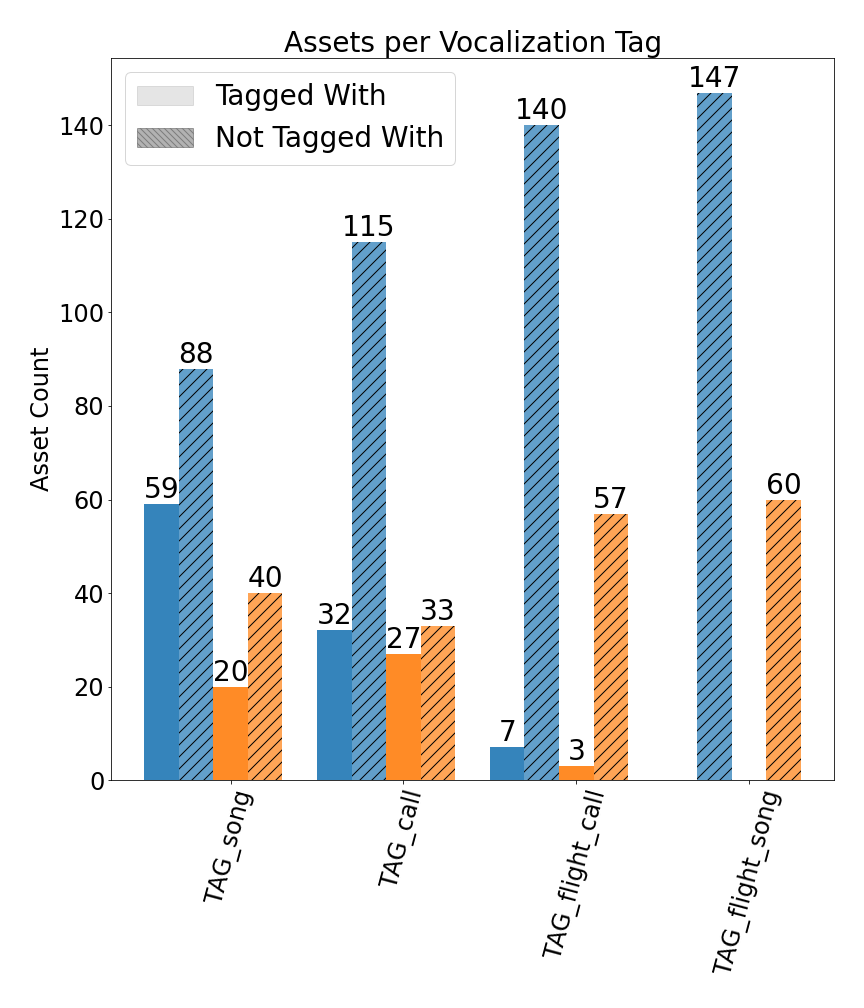 Assets per Vocalization Tag
Tagged With
Not Tagged With
Asset Count
140
120
100
80
60
40
20
0
59
88
20
40
32
115
27
33
7
140
3
57
147
60
TAG_song
TAG_call
TAG_flight_call
TAG_flight_song